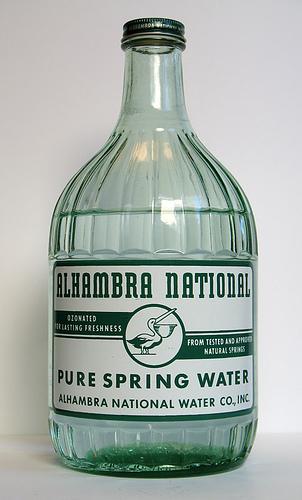 ALHAMBRA NATIONAL
OZONATED
FOR LASTING FRESHNESS
FROM TESTED AND APPROVED
NATURAL SPRINGS
PURE SPRING WATER
ALHAMBRA NATIONAL WATER CO., INC.